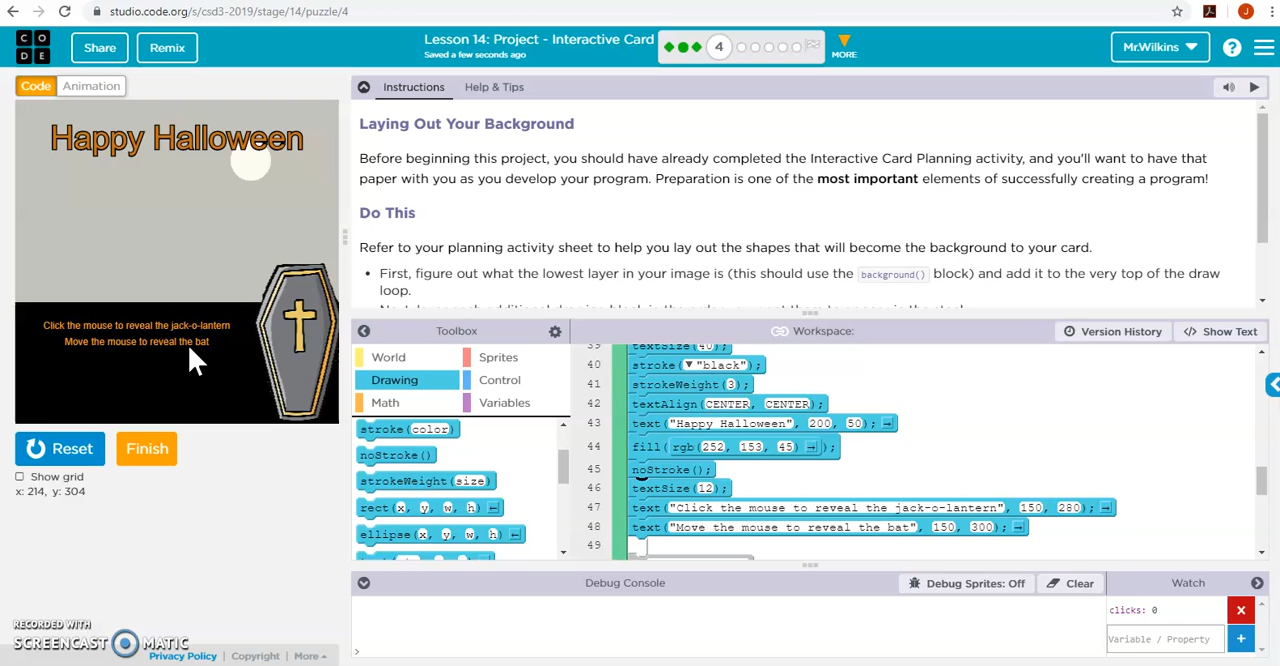 studio.code.org/s/csd3-2019/stage/14/puzzle/4
J
C O
D E
Share
Remix
Lesson 14: Project - Interactive Card
Saved a few seconds ago
4
MORE
Mr.Wilkins
?
Code
Animation
Instructions
Help & Tips
Happy Halloween
Click the mouse to reveal the jack-o-lantern
Move the mouse to reveal the bat
Reset
Finish
Show grid
x: 214, y: 304
Laying Out Your Background
Before beginning this project, you should have already completed the Interactive Card Planning activity, and you'll want to have that
paper with you as you develop your program. Preparation is one of the most important elements of successfully creating a program!
Do This
Refer to your planning activity sheet to help you lay out the shapes that will become the background to your card.
• First, figure out what the lowest layer in your image is (this should use the background() block) and add it to the very top of the draw
loop.
Toolbox
Workspace:
Version History
</> Show Text
World
Sprites
Drawing
Control
Math
Variables
stroke(color)
noStroke()
strokeWeight(size)
rect(x, y, w, h)
ellipse(x, y, w, h)
39 textSize(40);
40 stroke("black");
41 strokeWeight(3);
42 textAlign(CENTER, CENTER);
43 text("Happy Halloween", 200, 50);
44 fill(rgb(252, 153, 45));
45 noStroke();
46 textSize(12);
47 text("Click the mouse to reveal the jack-o-lantern", 150, 280);
48 text("Move the mouse to reveal the bat", 150, 300);
49
Debug Console
Debug Sprites: Off
Clear
Watch
clicks: 0
Variable / Property
>
RECORDED WITH
SCREENCAST MATIC
Privacy Policy | Copyright | More